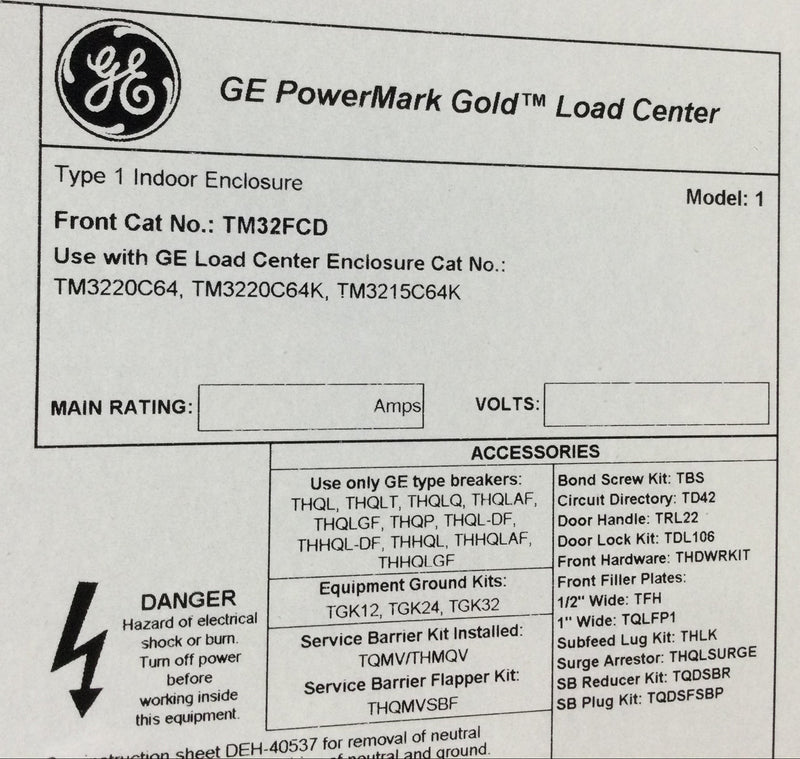 GE
GE PowerMark Gold™ Load Center
Type 1 Indoor Enclosure
Model: 1
Front Cat No.: TM32FCD
Use with GE Load Center Enclosure Cat No.:
TM3220C64, TM3220C64K, TM3215C64K
MAIN RATING: Amps
VOLTS:
ACCESSORIES
Use only GE type breakers:
THQL, THQLT, THQLQ, THQLAF,
THQLGF, THQP, THQL-DF,
THHQL-DF, THHQL, THHQLAF,
THHQLGF
Equipment Ground Kits:
TGK12, TGK24, TGK32
Service Barrier Kit Installed:
TQMV/THMQV
Service Barrier Flapper Kit:
THQMVSBF
Bond Screw Kit: TBS
Circuit Directory: TD42
Door Handle: TRL22
Door Lock Kit: TDL106
Front Hardware: THDWRKIT
Front Filler Plates:
1/2" Wide: TFH
1" Wide: TQLFP1
Subfeed Lug Kit: THLK
Surge Arrestor: THQLSURGE
SB Reducer Kit: TQDSBR
SB Plug Kit: TQDSFSBP
DANGER
Hazard of electrical
shock or burn.
Turn off power
before
working inside
this equipment.
sheet DEH-40537 for removal of neutral
of neutral and ground.